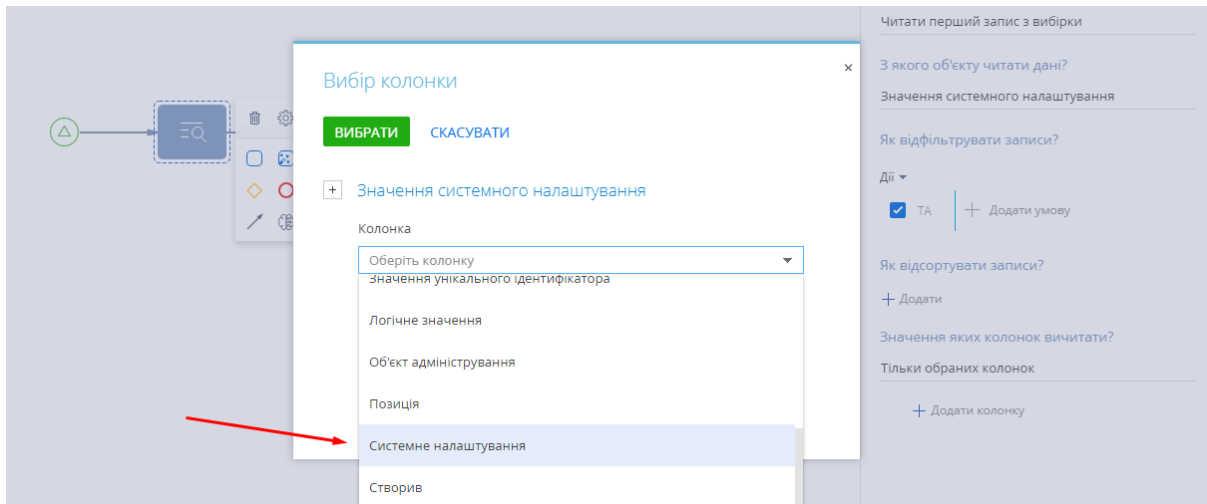 Вибір колонки
ВИБРАТИ СКАСУВАТИ
Значення системного налаштування
Колонка
Оберіть колонку
Значення унікального ідентифікатора
Логічне значення
Об'єкт адміністрування
Позиція
Системне налаштування
Створив
Читати перший запис з вибірки
З якого об'єкту читати дані?
Значення системного налаштування
Як відфільтрувати записи?
Дії
ТА Додати умову
Як відсортувати записи?
Додати
Значення яких колонок вичитати?
Тільки обраних колонок
Додати колонку